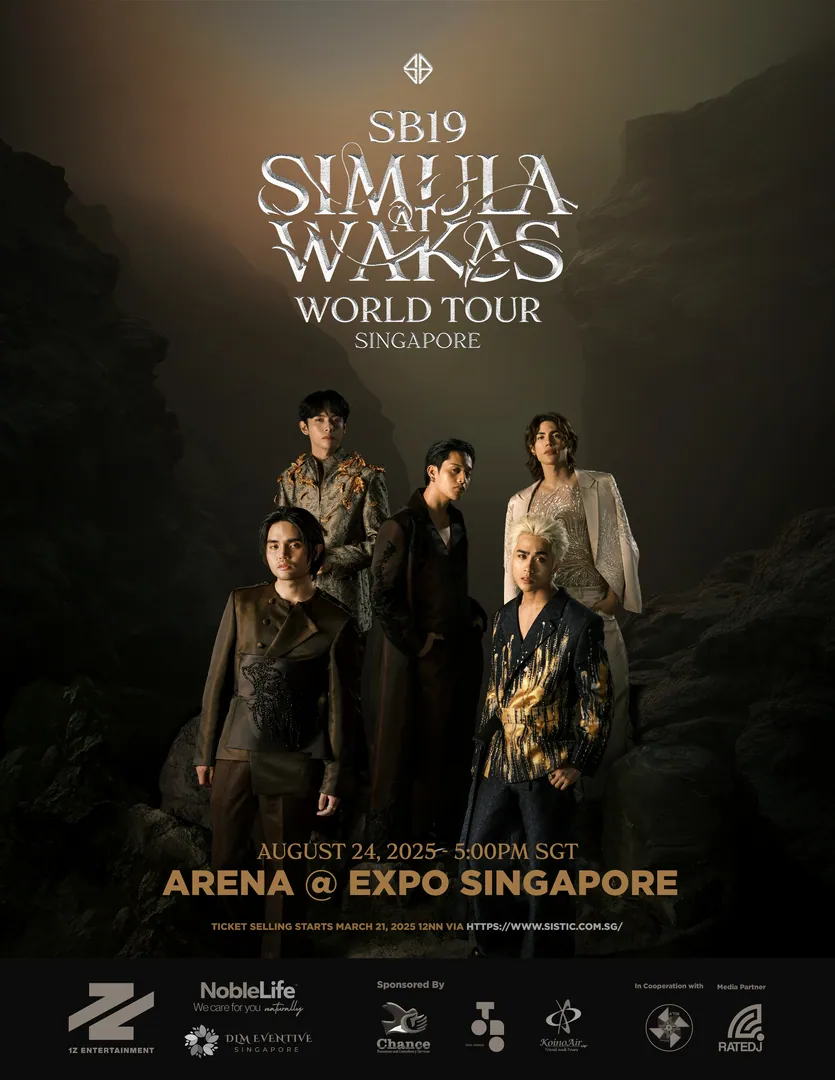 SB19
SIMULA
AT
WAKAS
WORLD TOUR
SINGAPORE
AUGUST 24, 2025 - 5:00PM SGT
ARENA @ EXPO SINGAPORE
TICKET SELLING STARTS MARCH 21, 2025 12NN VIA HTTPS://WWW.SISTIC.COM.SG/
1Z ENTERTAINMENT
NobleLife
We care for you naturally
DLM EVENTIVE
SINGAPORE
Sponsored By
Chance
KoinoAir
In Cooperation with
Media Partner
RATEDJ